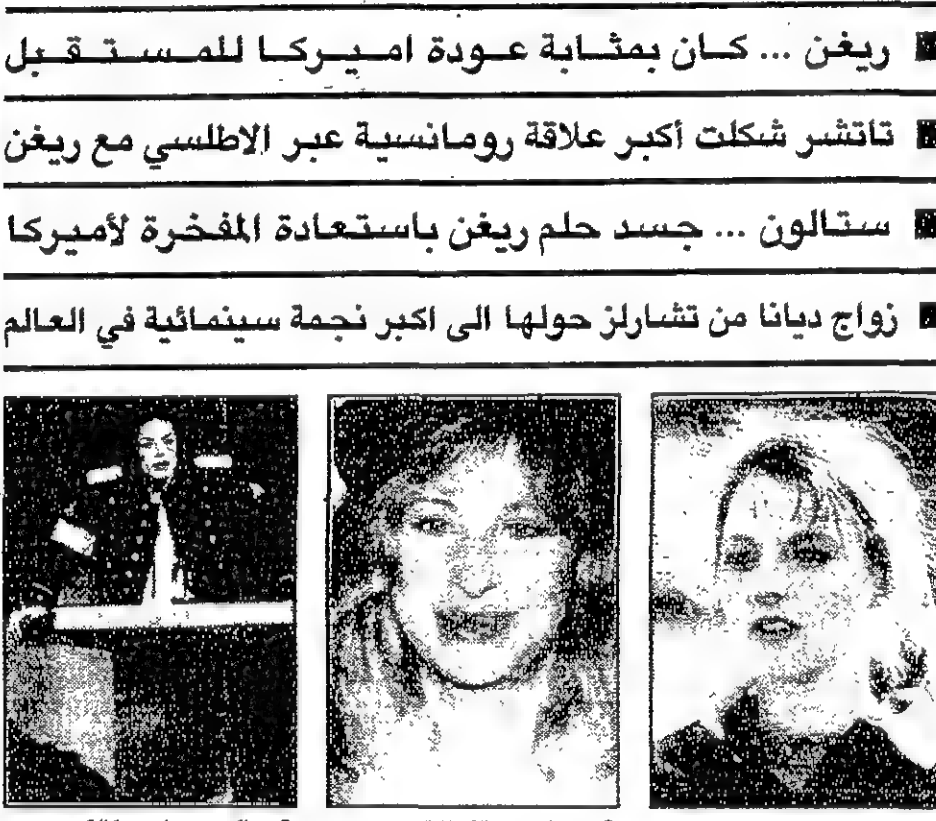 ريغن ... كان بمثابة عودة اميركا للمستقبل
تاتشر شكلت أكبر علاقة رومانسية عبر الاطلسي مع ريغن
ستالون ... جسد حلم ريغن باستعادة المفخرة لأميركا
زواج ديانا من تشارلز حولها الى اكبر نجمة سينمائية في العالم